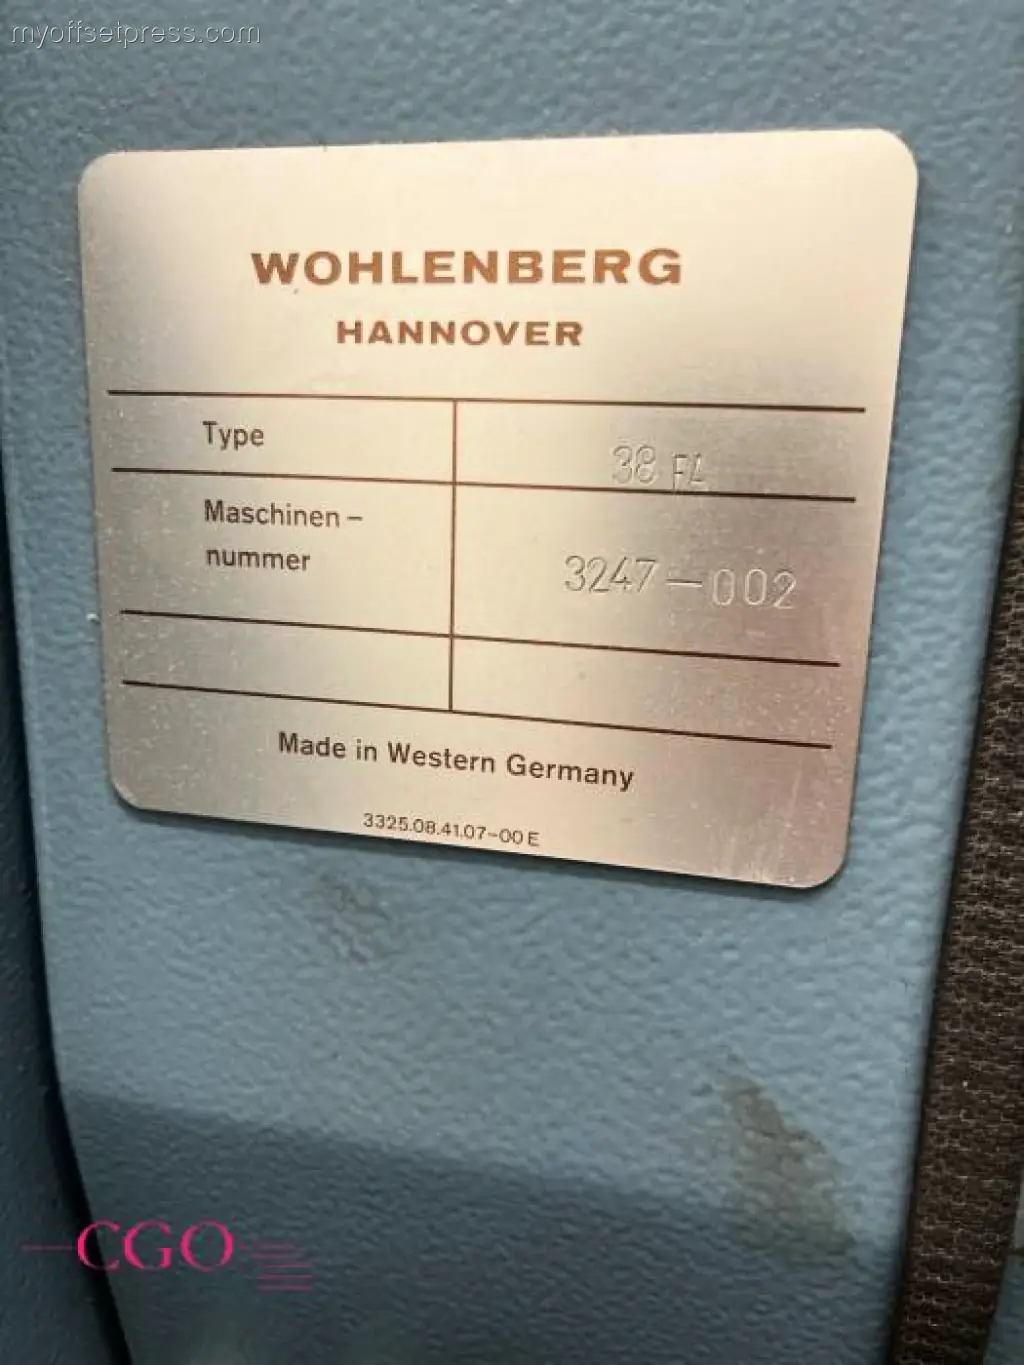 myoffsetpress.com
WOHLENBERG
HANNOVER
Type 38 FA
Maschinen-
nummer 3247-002
Made in Western Germany
3325.08.41.07-00 E
CGO